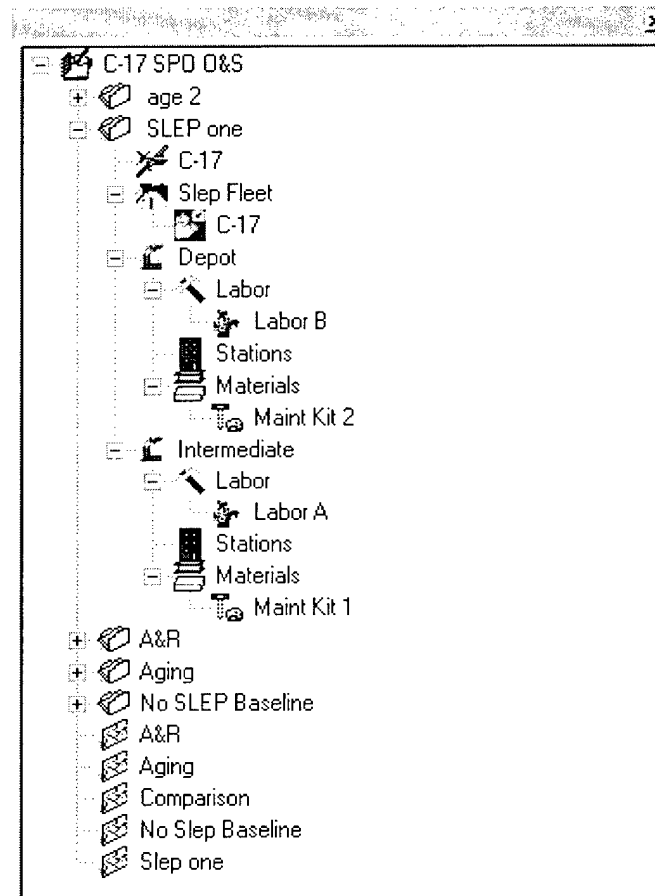 C-17 SPD O&S
age 2
SLEP one
C-17
Slep Fleet
C-17
Depot
Labor
Labor B
Stations
Materials
Maint Kit 2
Intermediate
Labor
Labor A
Stations
Materials
Maint Kit 1
A&R
Aging
No SLEP Baseline
A&R
Aging
Comparison
No Slep Baseline
Slep one